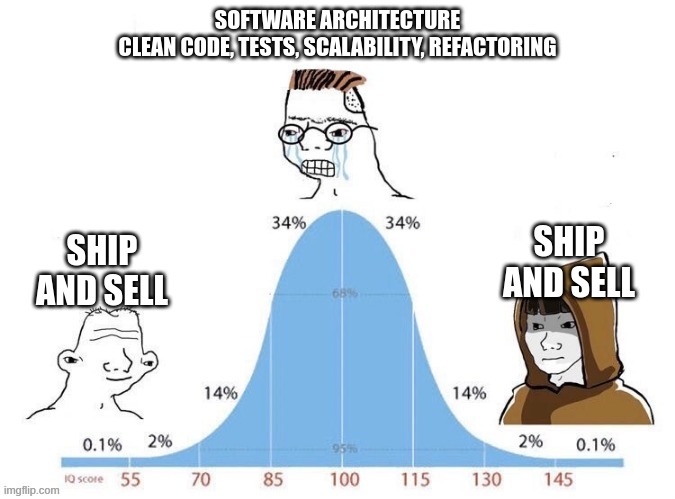 SOFTWARE ARCHITECTURE
CLEAN CODE, TESTS, SCALABILITY, REFACTORING
34% 34%
SHIP
AND SELL
SHIP
AND SELL
68%
14% 14%
0.1% 2% 95% 2% 0.1%
IQ score 55 70 85 100 115 130 145
imgflip.com